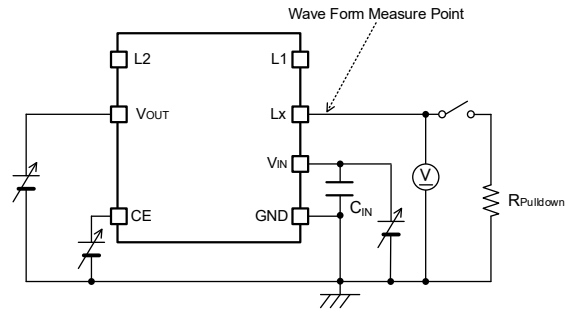 Wave Form Measure Point
L2
L1
VOUT
Lx
VIN
V
CIN
RPulldown
CE
GND